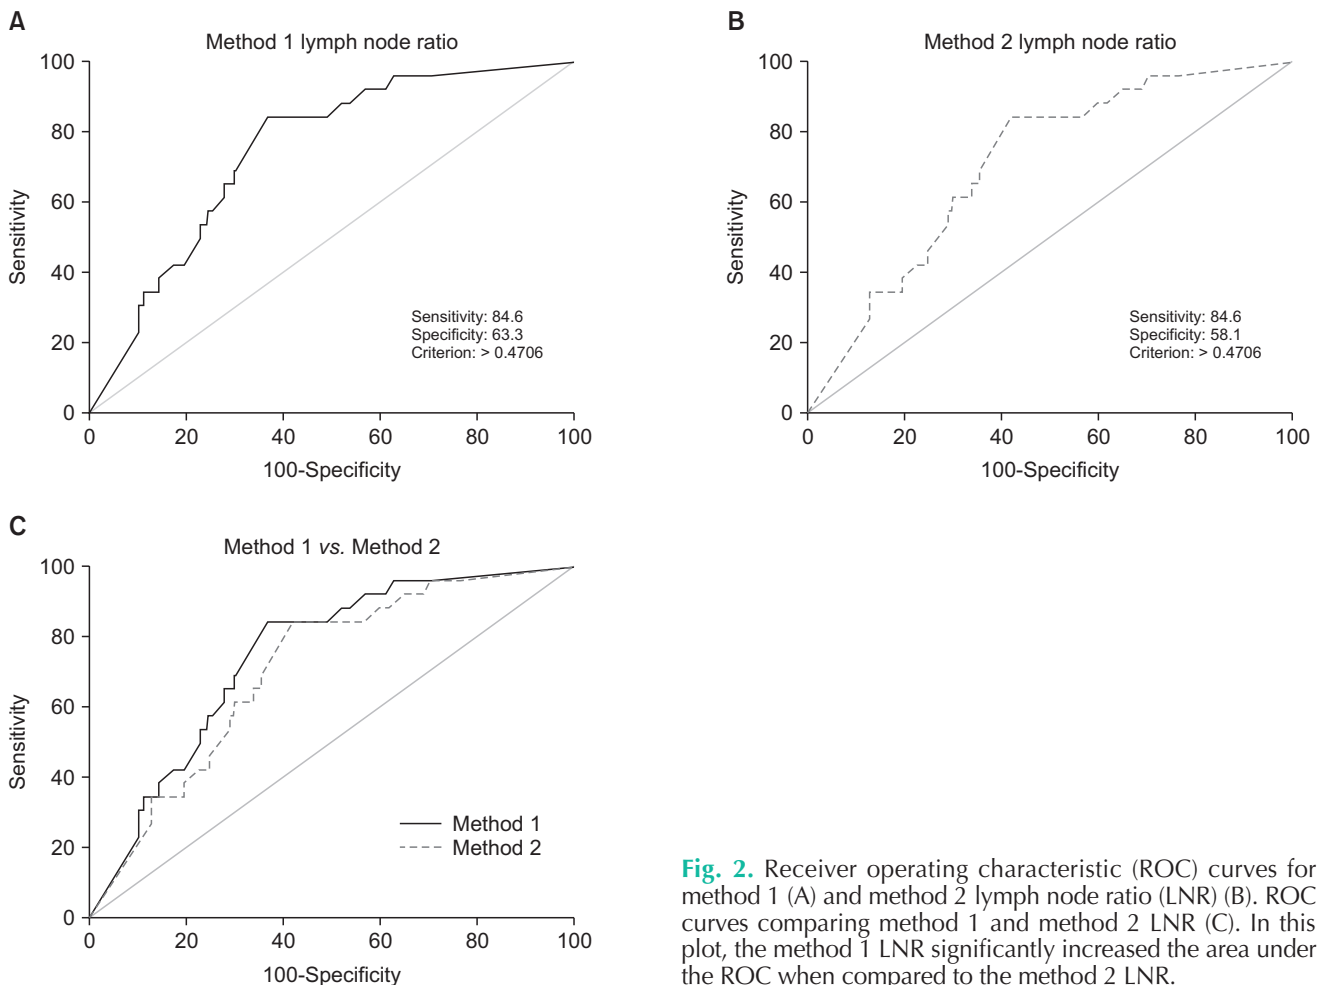 A
Method 1 lymph node ratio
100
80
60
40
20
0
Sensitivity
0 20 40 60 80 100
100-Specificity
Sensitivity: 84.6
Specificity: 63.3
Criterion: > 0.4706
B
Method 2 lymph node ratio
100
80
60
40
20
0
Sensitivity
0 20 40 60 80 100
100-Specificity
Sensitivity: 84.6
Specificity: 58.1
Criterion: > 0.4706
C
Method 1 vs. Method 2
100
80
60
40
20
0
Sensitivity
0 20 40 60 80 100
100-Specificity
Method 1
Method 2
Fig. 2. Receiver operating characteristic (ROC) curves for
method 1 (A) and method 2 lymph node ratio (LNR) (B). ROC
curves comparing method 1 and method 2 LNR (C). In this
plot, the method 1 LNR significantly increased the area under
the ROC when compared to the method 2 LNR.